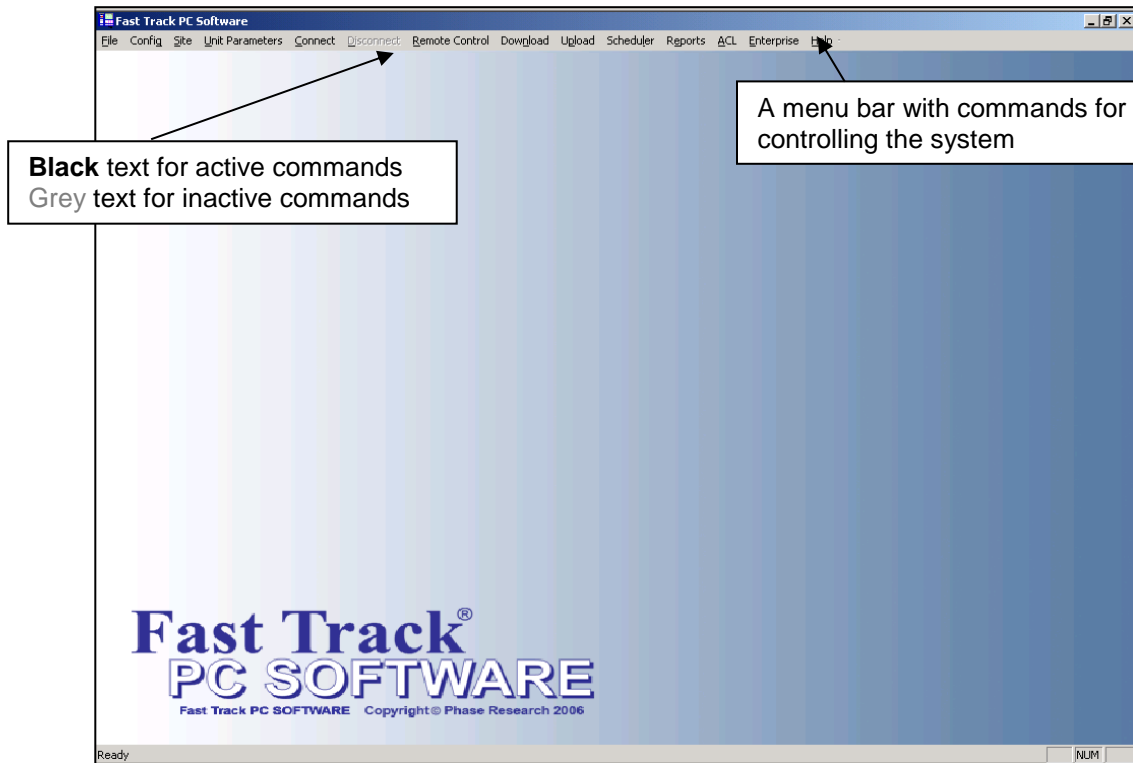 Fast Track PC Software
File Config Site Unit Parameters Connect Disconnect Remote Control Download Upload Scheduler Reports ACL Enterprise Help
A menu bar with commands for
controlling the system
Black text for active commands
Grey text for inactive commands
Fast Track®
PC SOFTWARE
Fast Track PC SOFTWARE Copyright© Phase Research 2006
Ready NUM